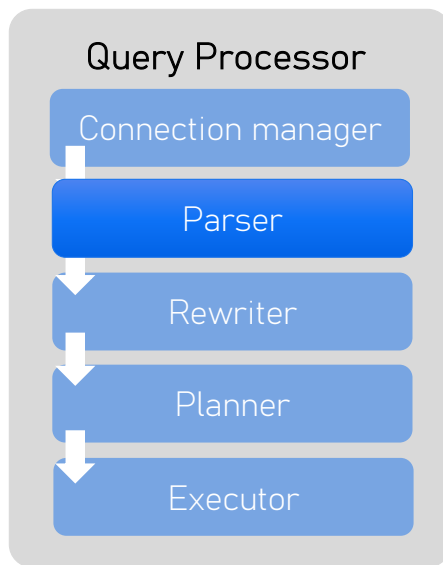 Query Processor
Connection manager
Parser
Rewriter
Planner
Executor